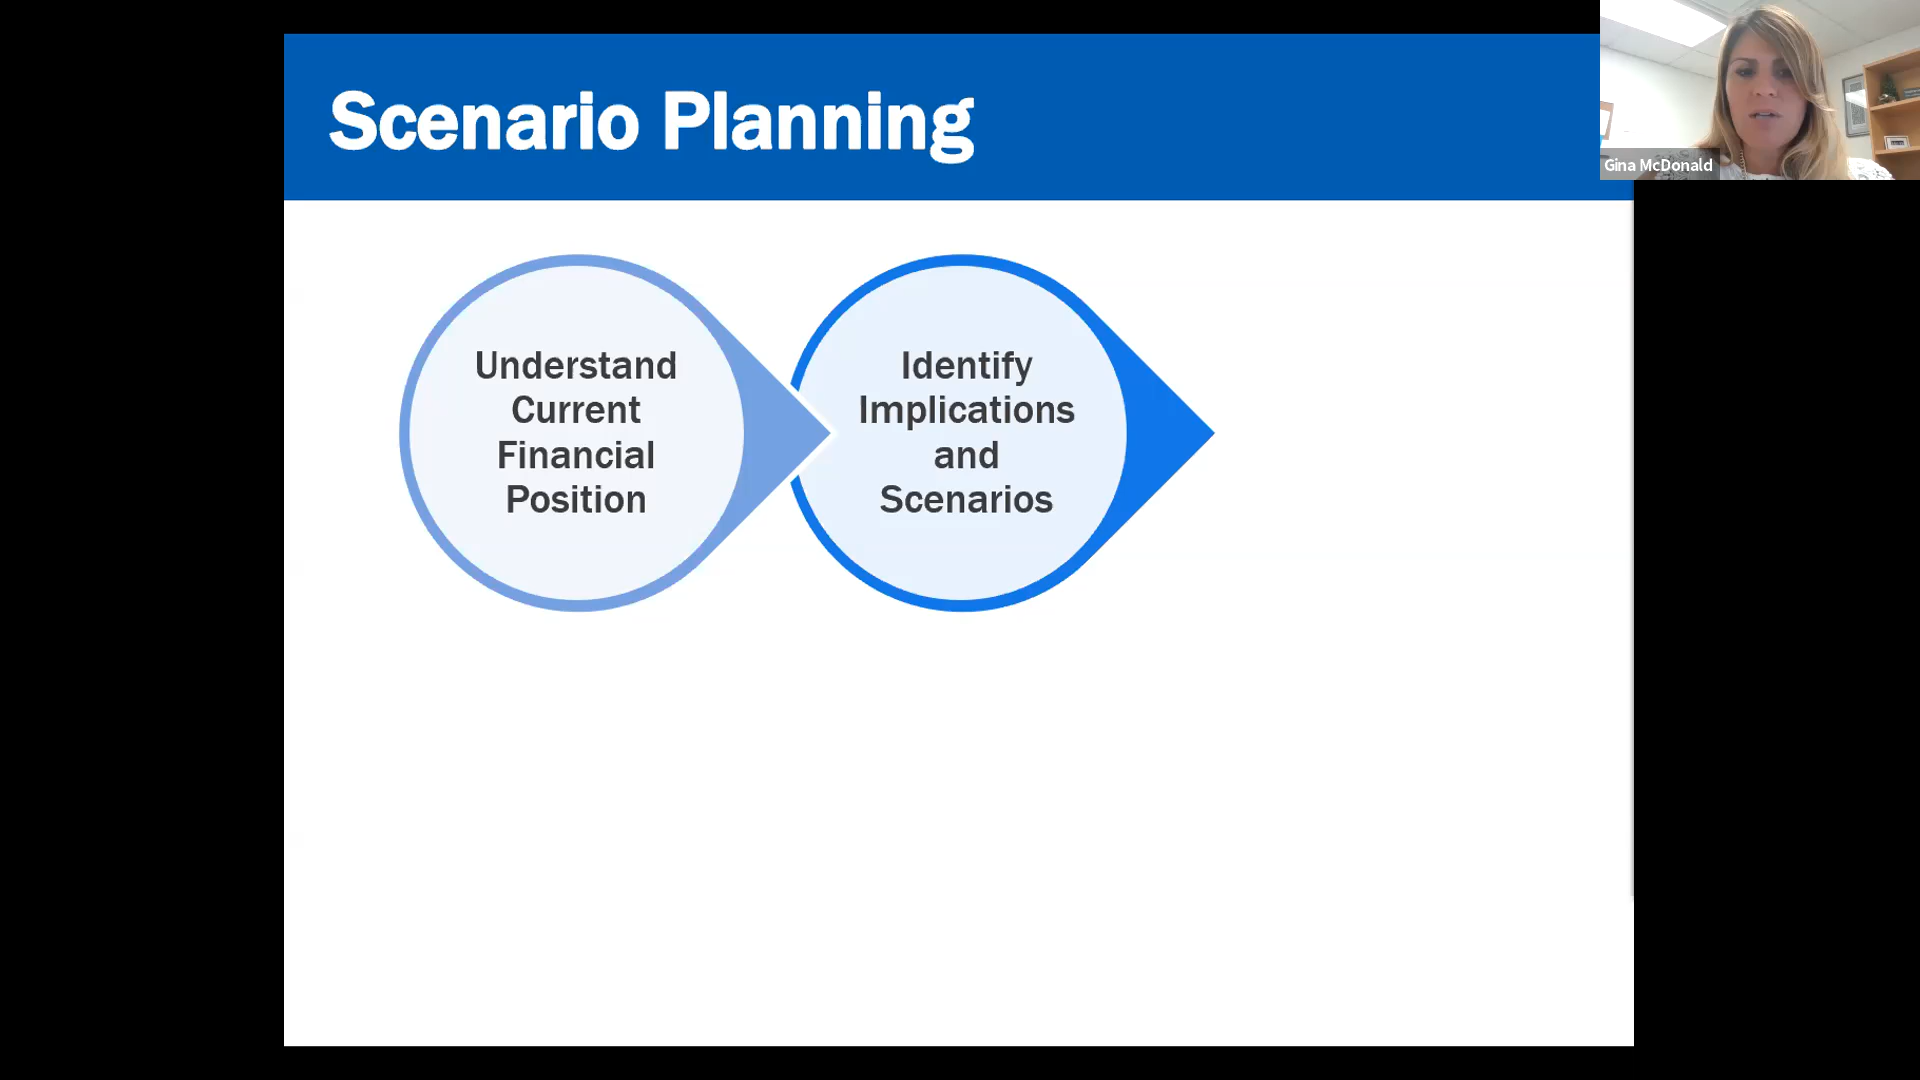 Scenario Planning
Gina McDonald
Understand
Current
Financial
Position
Identify
Implications
and
Scenarios